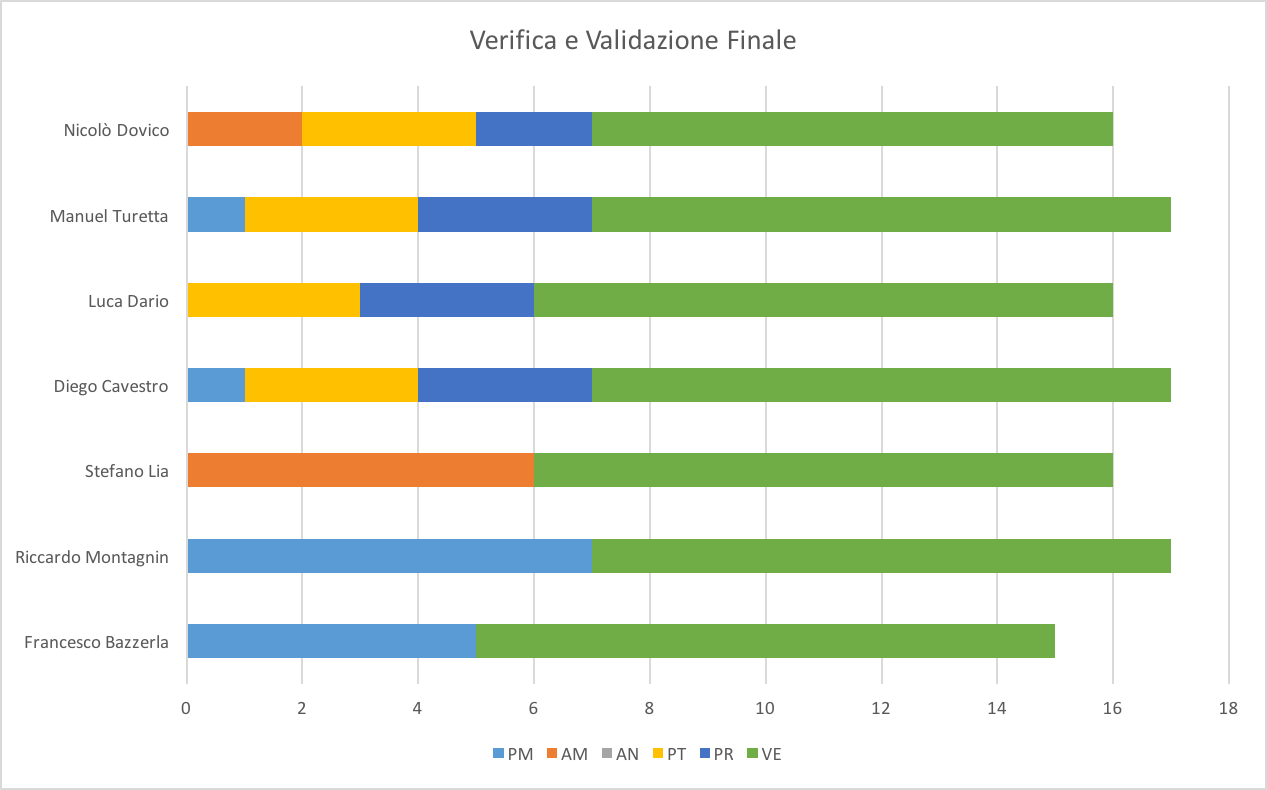 Verifica e Validazione Finale
Nicolò Dovico
Manuel Turetta
Luca Dario
Diego Cavestro
Stefano Lia
Riccardo Montagnin
Francesco Bazzerla
0 2 4 6 8 10 12 14 16 18
PM AM AN PT PR VE